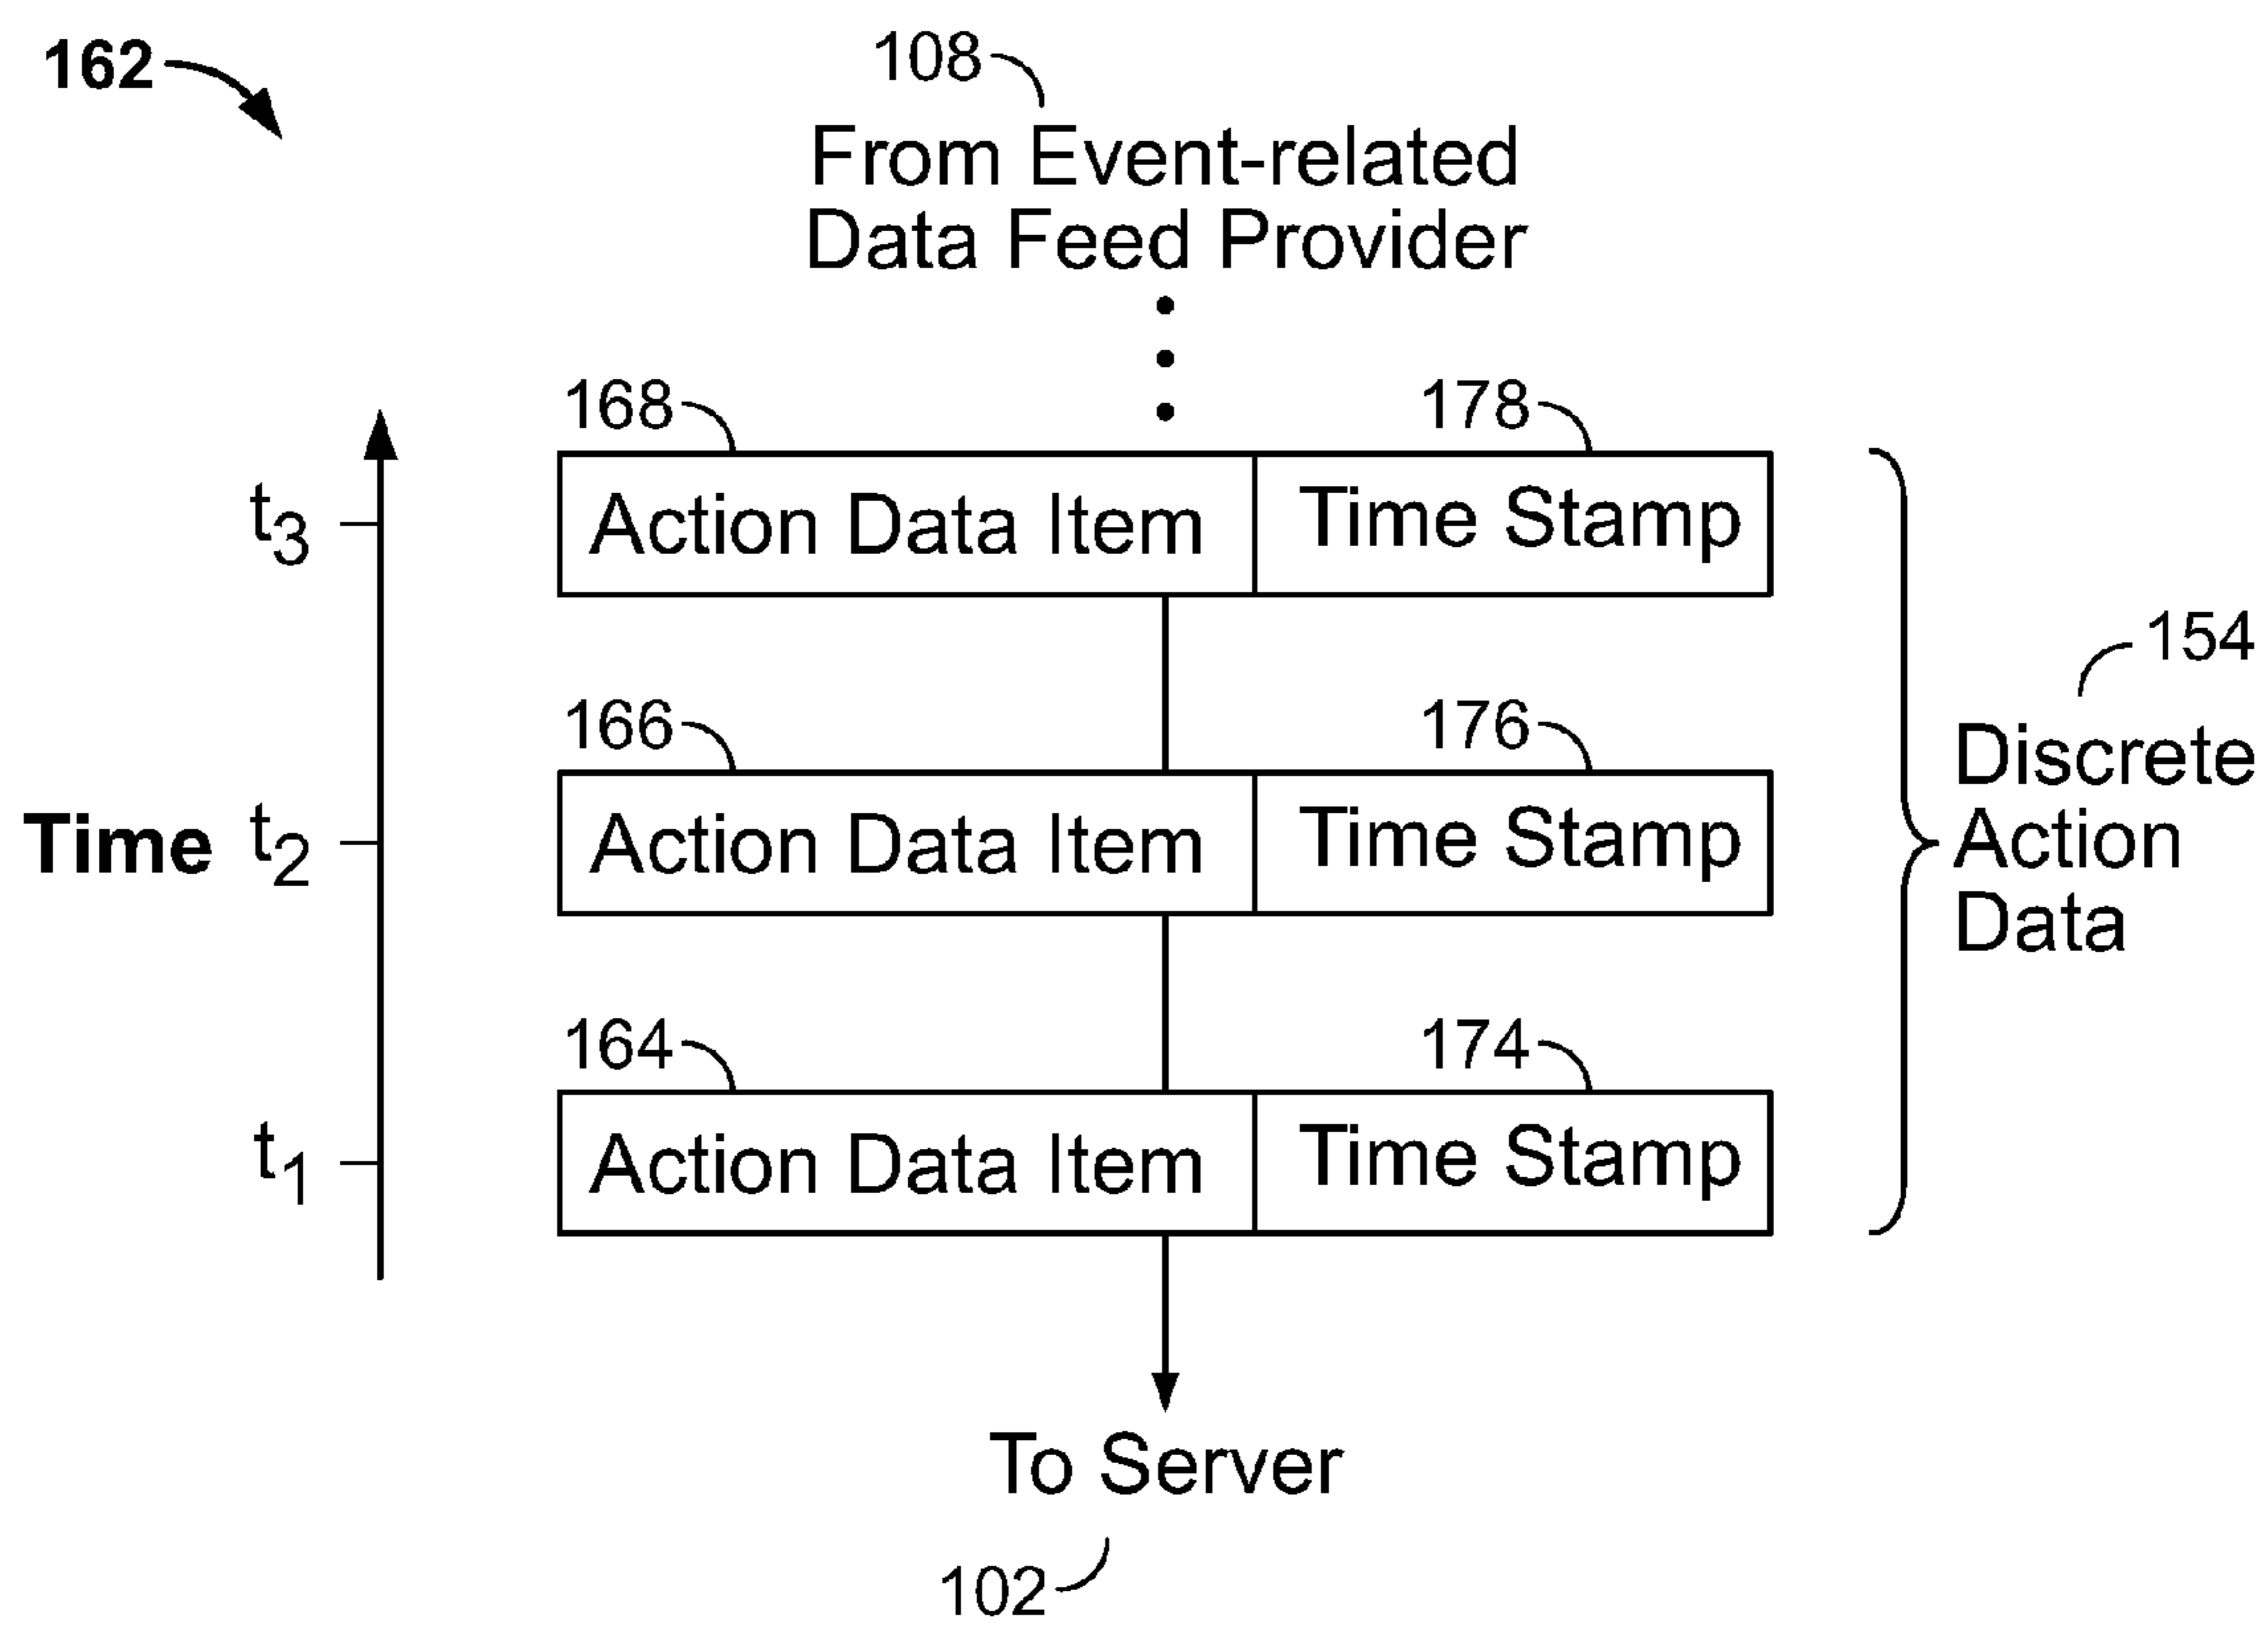 162
108
From Event-related
Data Feed Provider
168
178
t3
Action Data Item
Time Stamp
154
166
176
Discrete
Action
Data
Time
t2
Action Data Item
Time Stamp
164
174
t1
Action Data Item
Time Stamp
To Server
102